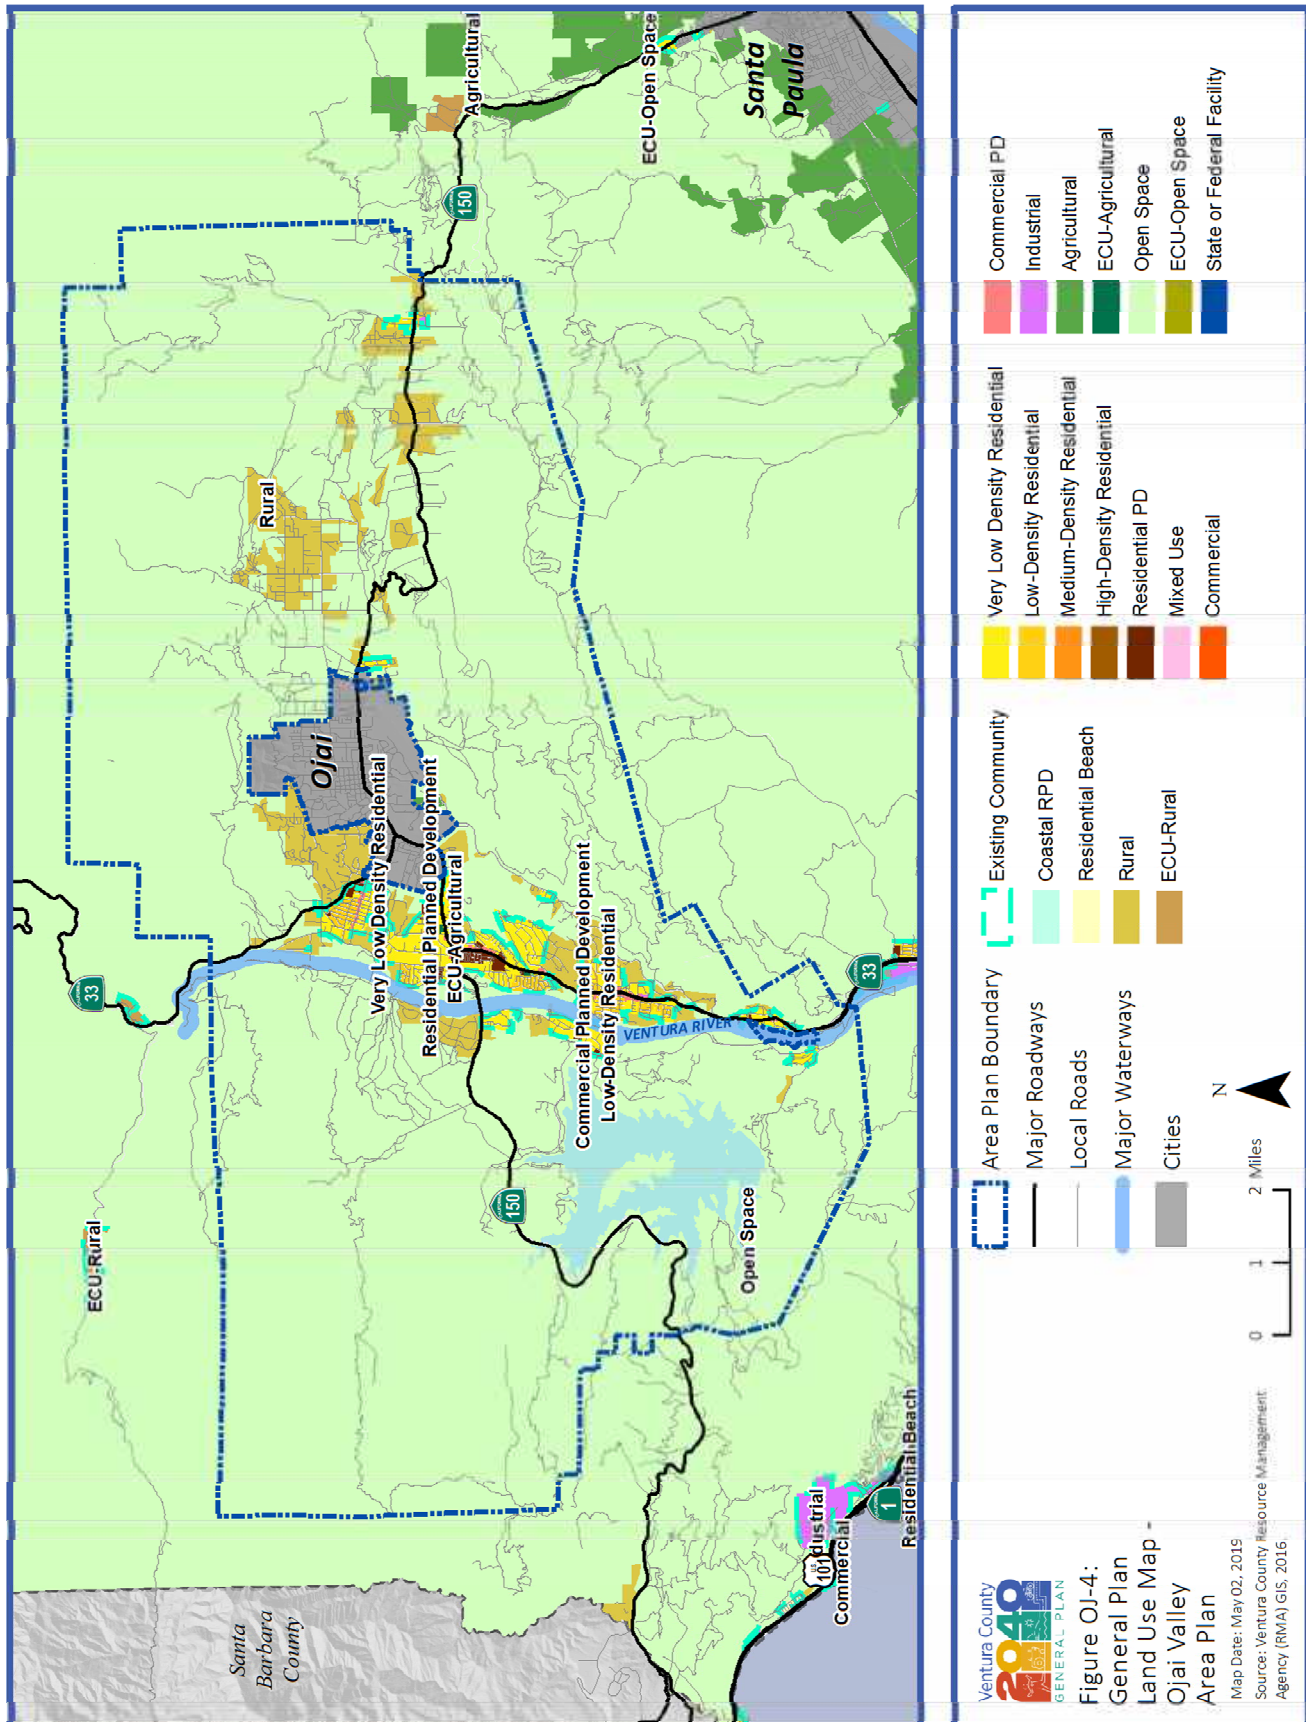 33
ECU-Rural
Santa
Barbara
County
Rural
Ojai
Agricultural
150
Very Low Density Residential
Residential Planned Development
ECU-Agricultural
150
Commercial Planned Development
Low-Density Residential
VENTURA RIVER
ECU-Open Space
Santa
Paula
Open Space
33
dustrial
101
Commercial
1
Residential Beach
Ventura County
2040
GENERAL PLAN
Figure OJ-4:
General Plan
Land Use Map -
Ojai Valley
Area Plan
Map Date: May 02, 2019
Source: Ventura County Resource Management
Agency (RMA) GIS, 2016.
Area Plan Boundary
Major Roadways
Local Roads
Major Waterways
Cities
N
0 1 2 Miles
Existing Community
Coastal RPD
Residential Beach
Rural
ECU-Rural
Very Low Density Residential
Low-Density Residential
Medium-Density Residential
High-Density Residential
Residential PD
Mixed Use
Commercial
Commercial PD
Industrial
Agricultural
ECU-Agricultural
Open Space
ECU-Open Space
State or Federal Facility